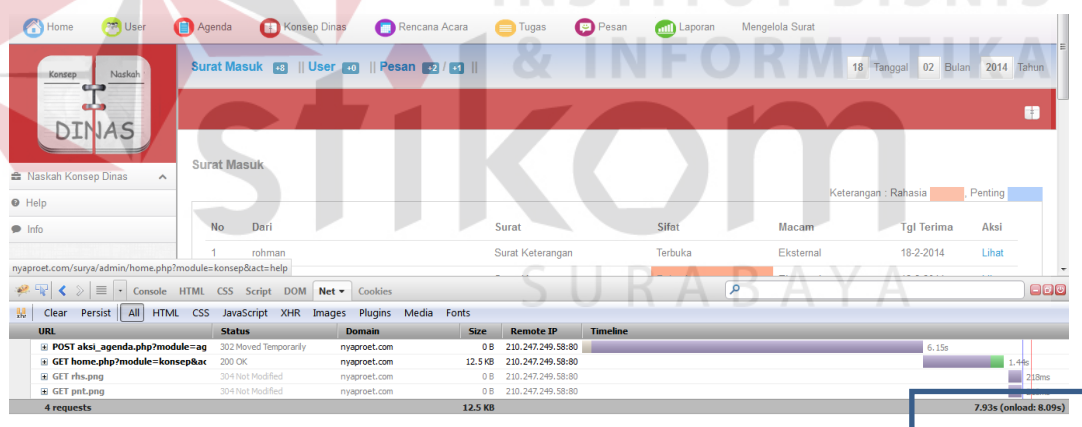 INSTITUT BISNIS
& INFORMATIKA
stikom
SURABAYA
Home User Agenda Konsep Dinas Rencana Acara Tugas Pesan Laporan Mengelola Surat
Konsep Naskah
DINAS
Surat Masuk +8 || User +0 || Pesan +2 / +1 ||
18 Tanggal 02 Bulan 2014 Tahun
Naskah Konsep Dinas
Help
Info
Surat Masuk
Keterangan : Rahasia , Penting
No Dari Surat Sifat Macam Tgl Terima Aksi
1 rohman Surat Keterangan Terbuka Eksternal 18-2-2014 Lihat
nyaproet.com/surya/admin/home.php?module=konsep&act=help
Console HTML CSS Script DOM Net Cookies
Clear Persist All HTML CSS JavaScript XHR Images Plugins Media Fonts
URL Status Domain Size Remote IP Timeline
POST aksi_agenda.php?module=ag 302 Moved Temporarily nyaproet.com 0 B 210.247.249.58:80 6.15s
GET home.php?module=konsep&ac 200 OK nyaproet.com 12.5 KB 210.247.249.58:80 1.44s
GET rhs.png 304 Not Modified nyaproet.com 0 B 210.247.249.58:80 218ms
GET pnt.png 304 Not Modified nyaproet.com 0 B 210.247.249.58:80
4 requests 12.5 KB 7.93s (onload: 8.09s)